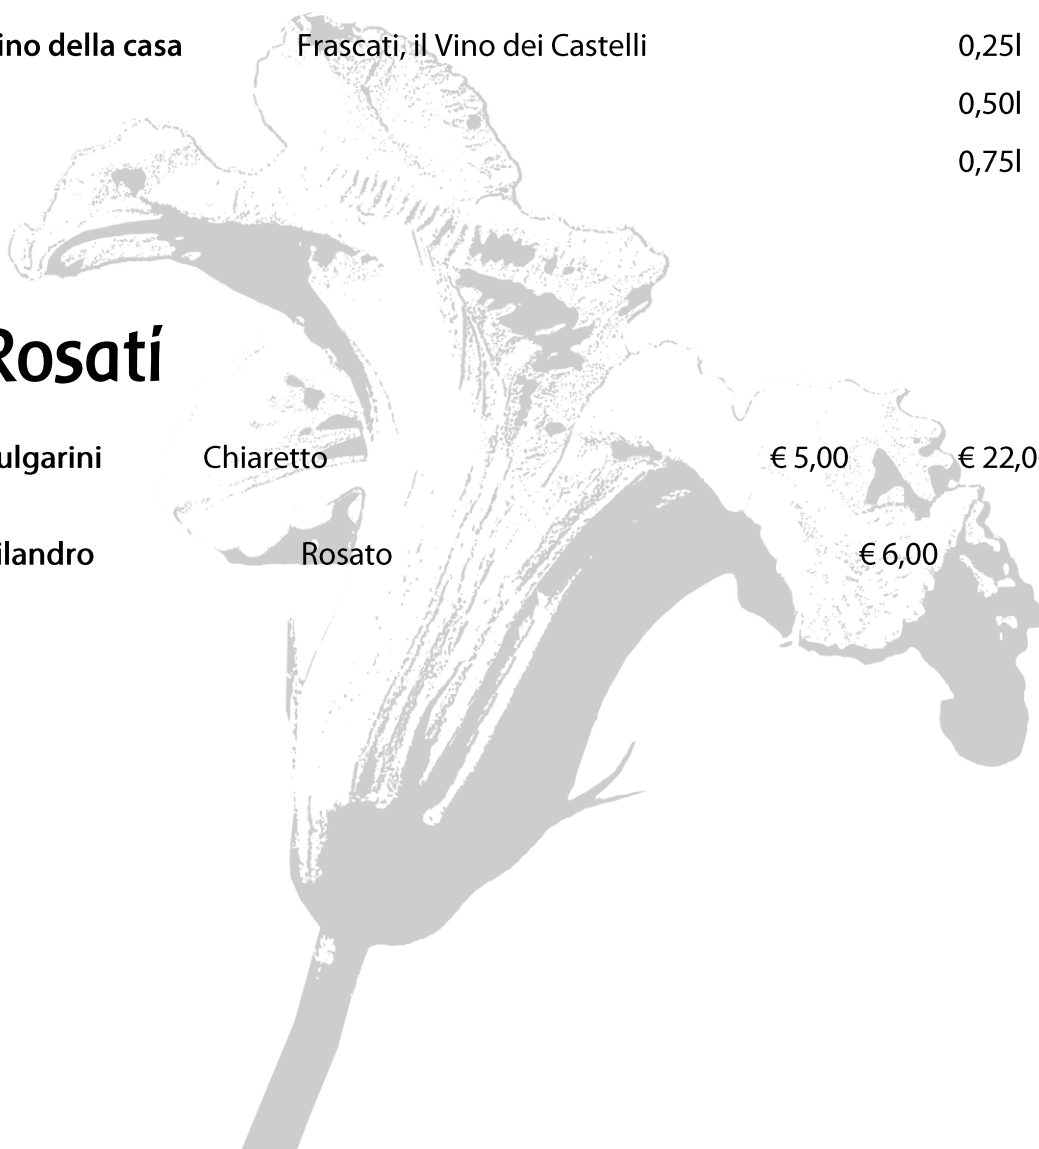 ino della casa Frascati, il Vino dei Castelli 0,25l
0,50l
0,75l
Rosatí
ulgarini Chiaretto € 5,00 € 22,0
ilandro Rosato € 6,00